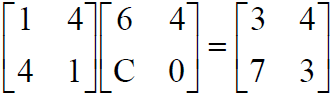 [1 4] [6 4] = [3 4]
[4 1] [C 0] [7 3]